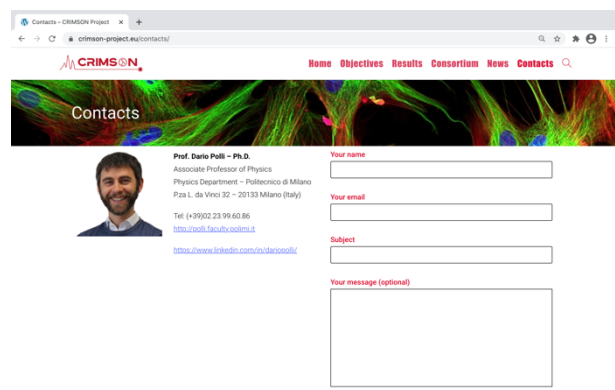 Contacts – CRIMSON Project
crimson-project.eu/contacts/
CRIMSON
Home Objectives Results Consortium News Contacts
Contacts
Prof. Dario Polli – Ph.D.
Associate Professor of Physics
Physics Department – Politecnico di Milano
P.za L. da Vinci 32 – 20133 Milano (Italy)
Tel: (+39)02.23.99.60.86
http://polli.faculty.polimi.it
https://www.linkedin.com/in/dariopolli/
Your name
Your email
Subject
Your message (optional)